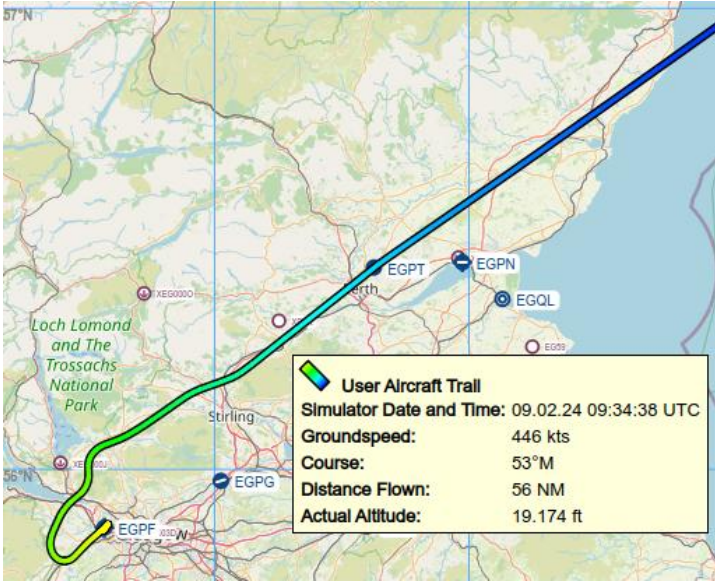 57°N
XEG000O
EGPT
EGPN
Perth
EGQL
Loch Lomond
and The
Trossachs
National
Park
EG59
Stirling
User Aircraft Trail
Simulator Date and Time: 09.02.24 09:34:38 UTC
Groundspeed: 446 kts
Course: 53°M
Distance Flown: 56 NM
Actual Altitude: 19.174 ft
56°N
EGPG
EGPF